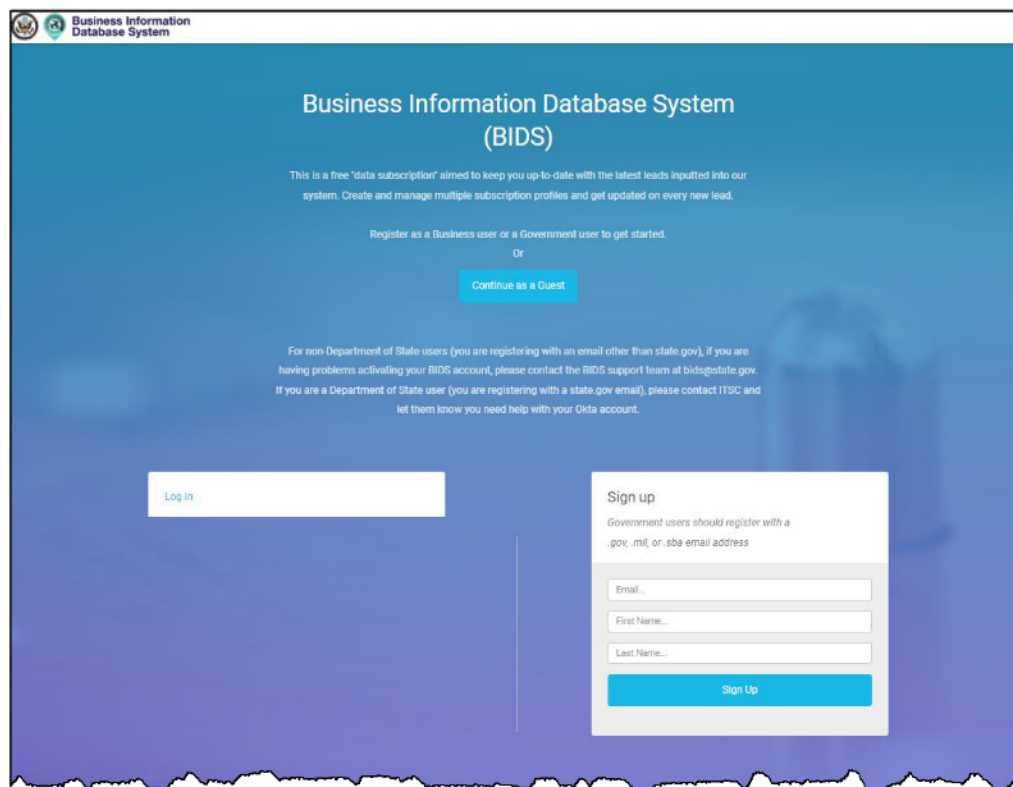 Business Information
Database System
Business Information Database System
(BIDS)
This is a free "data subscription" aimed to keep you up-to-date with the latest leads inputted into our
system. Create and manage multiple subscription profiles and get updated on every new lead.
Register as a Business user or a Government user to get started.
Or
Continue as a Guest
For non-Department of State users (you are registering with an email other than state.gov), if you are
having problems activating your BIDS account, please contact the BIDS support team at bids@state.gov.
If you are a Department of State user (you are registering with a state.gov email), please contact ITSC and
let them know you need help with your Okta account.
Log In
Sign up
Government users should register with a
.gov, .mil, or .sba email address
Email...
First Name...
Last Name...
Sign Up